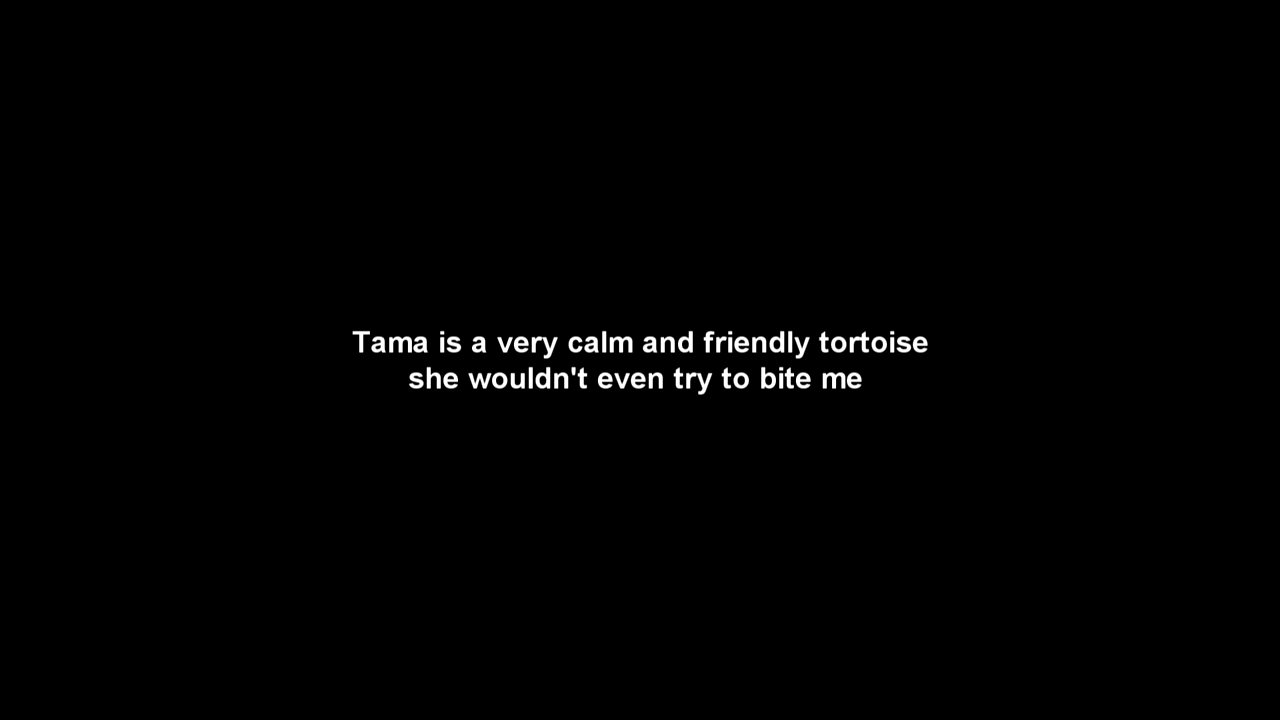 Tama is a very calm and friendly tortoise
she wouldn't even try to bite me